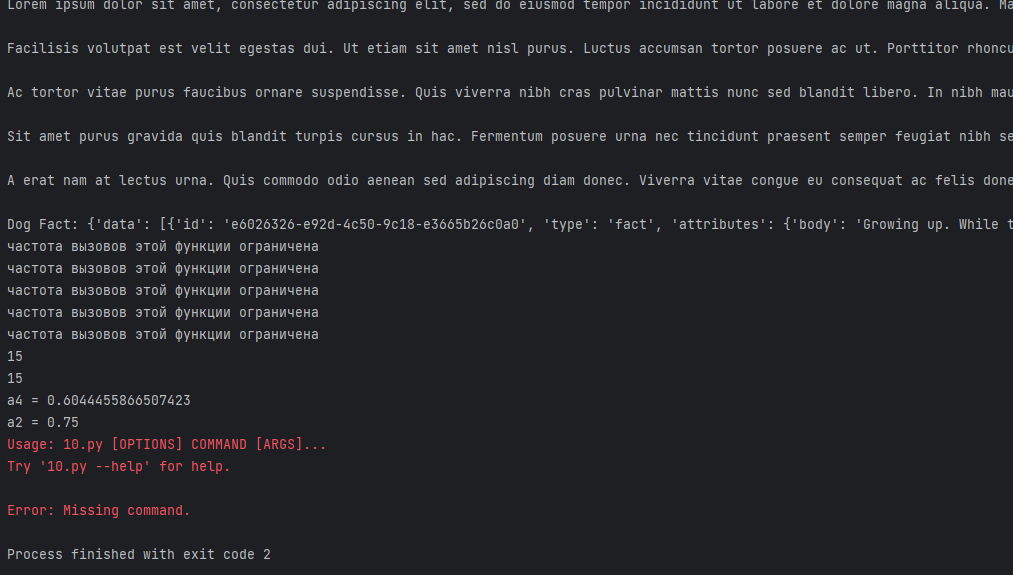 Lorem ipsum dolor sit amet, consectetur adipiscing elit, sed do eiusmod tempor incididunt ut labore et dolore magna aliqua. Ma
Facilisis volutpat est velit egestas dui. Ut etiam sit amet nisl purus. Luctus accumsan tortor posuere ac ut. Porttitor rhoncu
Ac tortor vitae purus faucibus ornare suspendisse. Quis viverra nibh cras pulvinar mattis nunc sed blandit libero. In nibh mau
Sit amet purus gravida quis blandit turpis cursus in hac. Fermentum posuere urna nec tincidunt praesent semper feugiat nibh se
A erat nam at lectus urna. Quis commodo odio aenean sed adipiscing diam donec. Viverra vitae congue eu consequat ac felis done
Dog Fact: {'data': [{'id': 'e6026326-e92d-4c50-9c18-e3665b26c0a0', 'type': 'fact', 'attributes': {'body': 'Growing up. While t
частота вызовов этой функции ограничена
частота вызовов этой функции ограничена
частота вызовов этой функции ограничена
частота вызовов этой функции ограничена
частота вызовов этой функции ограничена
15
15
a4 = 0.6044455866507423
a2 = 0.75
Usage: 10.py [OPTIONS] COMMAND [ARGS]...
Try '10.py --help' for help.
Error: Missing command.
Process finished with exit code 2